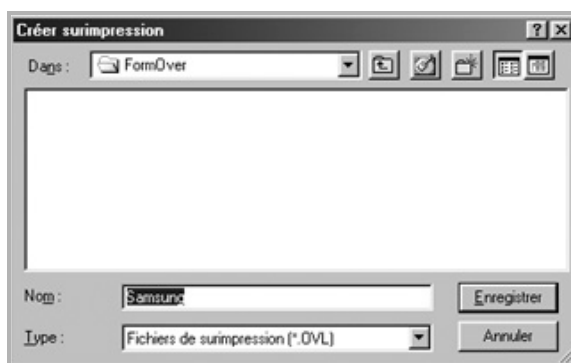 Créer surimpression
Dans : FormOver
Nom : Samsung Enregistrer
Type : Fichiers de surimpression (*.OVL) Annuler